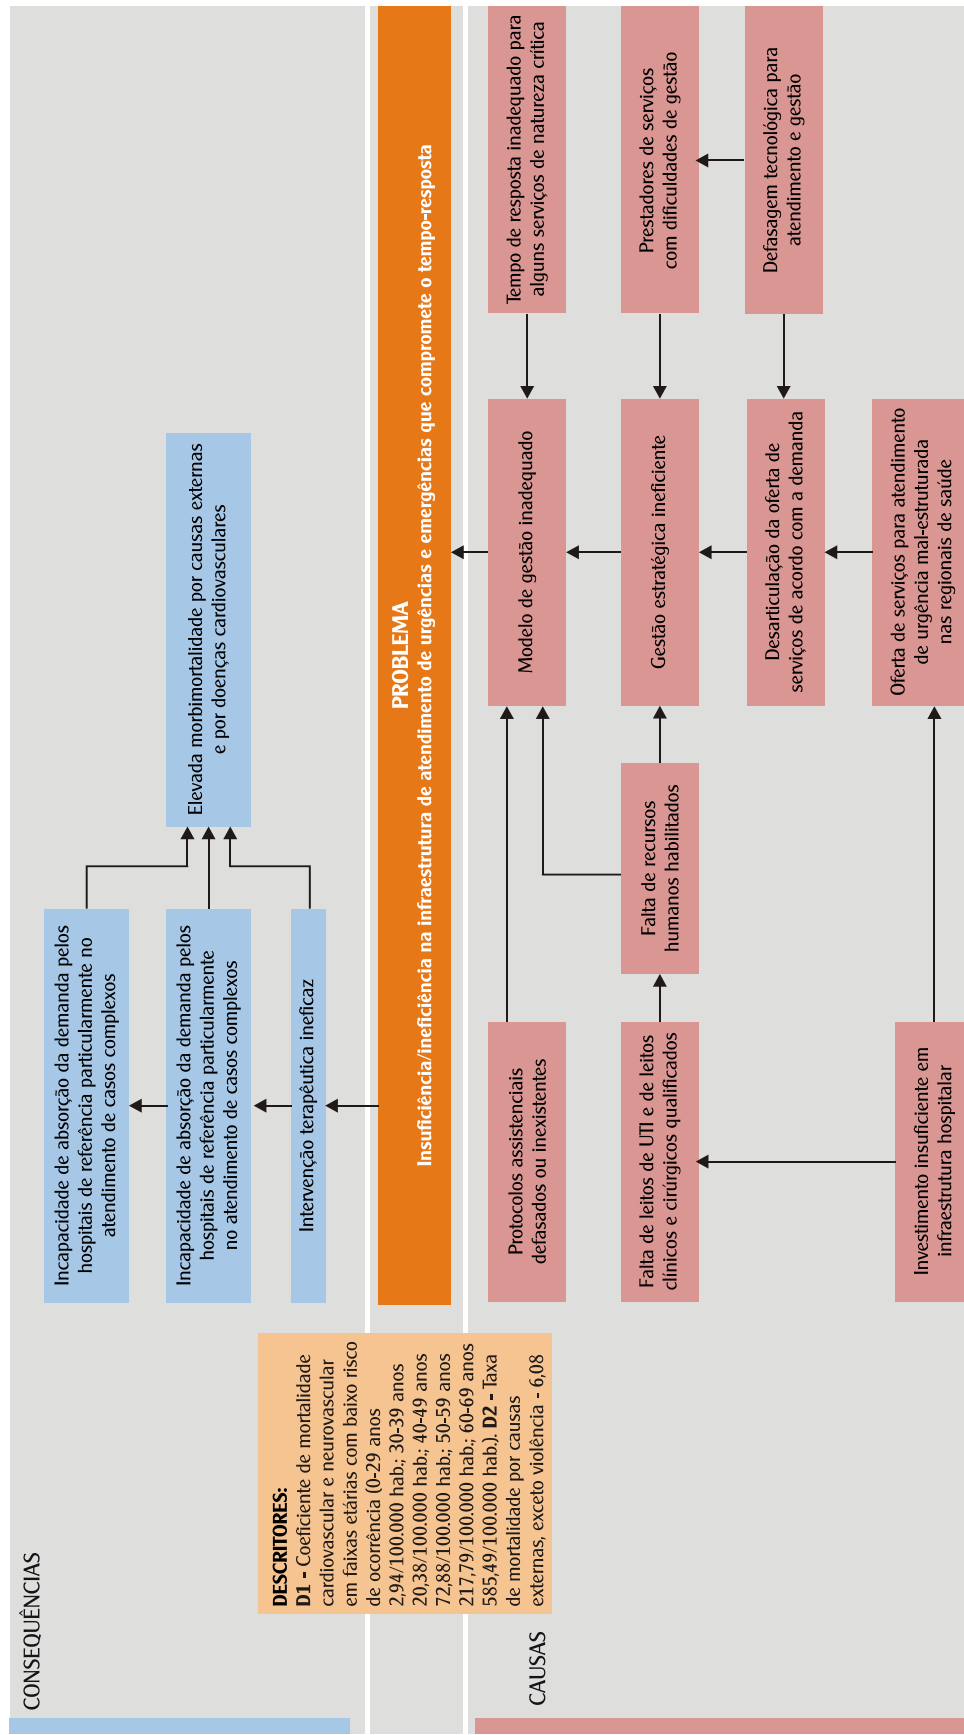 CONSEQUÊNCIAS
Incapacidade de absorção da demanda pelos
hospitais de referência particularmente no
atendimento de casos complexos
Incapacidade de absorção da demanda pelos
hospitais de referência particularmente
no atendimento de casos complexos
Intervenção terapêutica ineficaz
Elevada morbimortalidade por causas externas
e por doenças cardiovasculares
DESCRITORES:
D1 - Coeficiente de mortalidade
cardiovascular e neurovascular
em faixas etárias com baixo risco
de ocorrência (0-29 anos
2,94/100.000 hab.; 30-39 anos
20,38/100.000 hab.; 40-49 anos
72,88/100.000 hab.; 50-59 anos
217,79/100.000 hab.; 60-69 anos
585,49/100.000 hab.). D2 - Taxa
de mortalidade por causas
externas, exceto violência - 6,08
PROBLEMA
Insuficiência/ineficiência na infraestrutura de atendimento de urgências e emergências que compromete o tempo-resposta
CAUSAS
Protocolos assistenciais
defasados ou inexistentes
Modelo de gestão inadequado
Tempo de resposta inadequado para
alguns serviços de natureza crítica
Falta de leitos de UTI e de leitos
clínicos e cirúrgicos qualificados
Falta de recursos
humanos habilitados
Gestão estratégica ineficiente
Prestadores de serviços
com dificuldades de gestão
Desarticulação da oferta de
serviços de acordo com a demanda
Defasagem tecnológica para
atendimento e gestão
Investimento insuficiente em
infraestrutura hospitalar
Oferta de serviços para atendimento
de urgência mal-estruturada
nas regionais de saúde